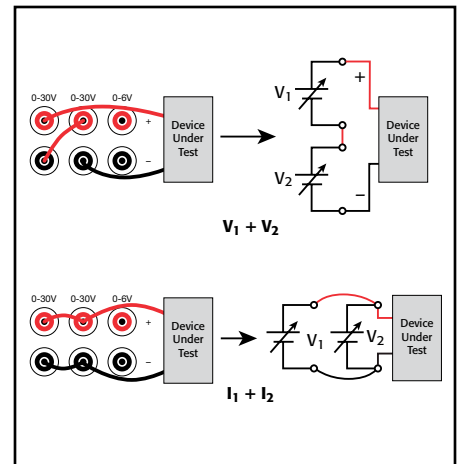 0-30V 0-30V 0-6V
+
−
Device
Under
Test
V1
V2
+
−
Device
Under
Test
V1 + V2
0-30V 0-30V 0-6V
+
−
Device
Under
Test
V1
V2
Device
Under
Test
I1 + I2